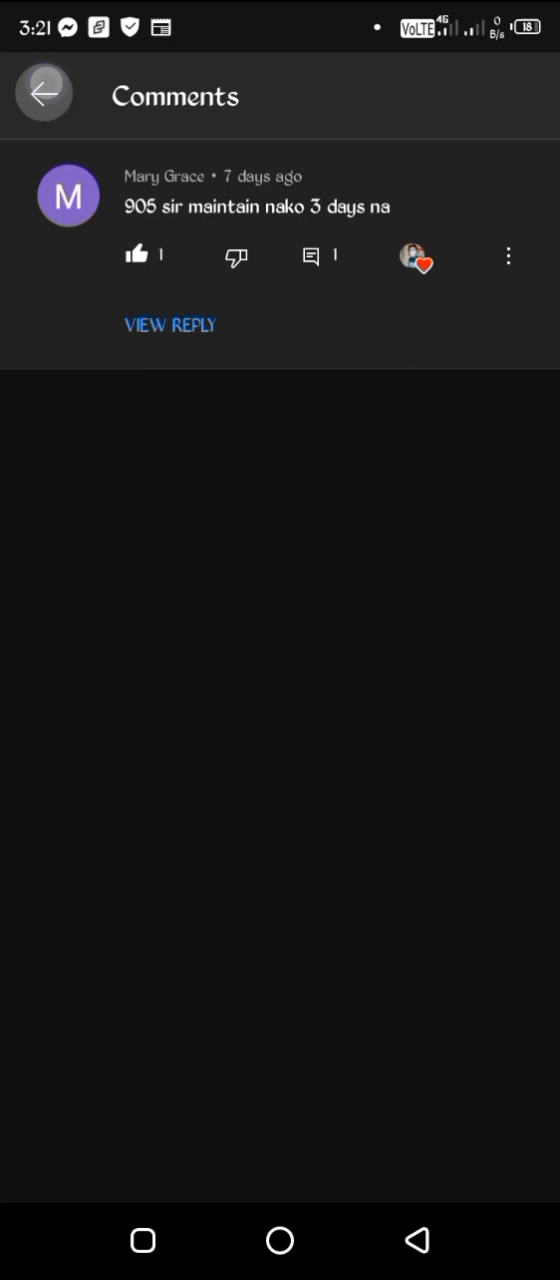 3:21 VoLTE 4G 0 B/s 18
Comments
M
Mary Grace • 7 days ago
905 sir maintain nako 3 days na
1 1
VIEW REPLY